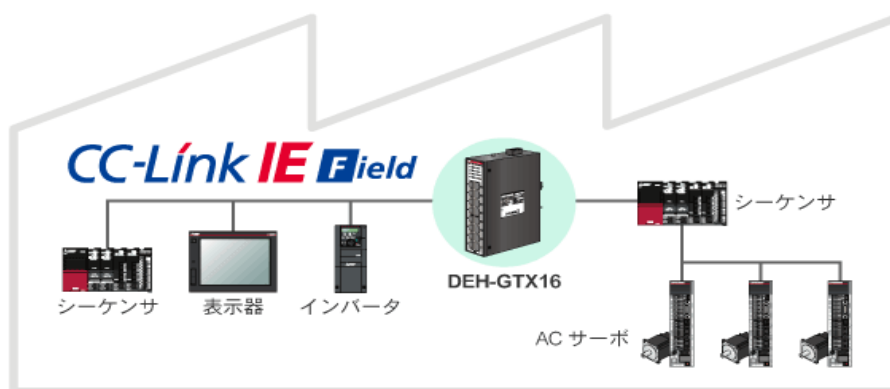 CC-Link IE Field
シーケンサ
DEH-GTX16
シーケンサ
表示器
インバータ
AC サーボ